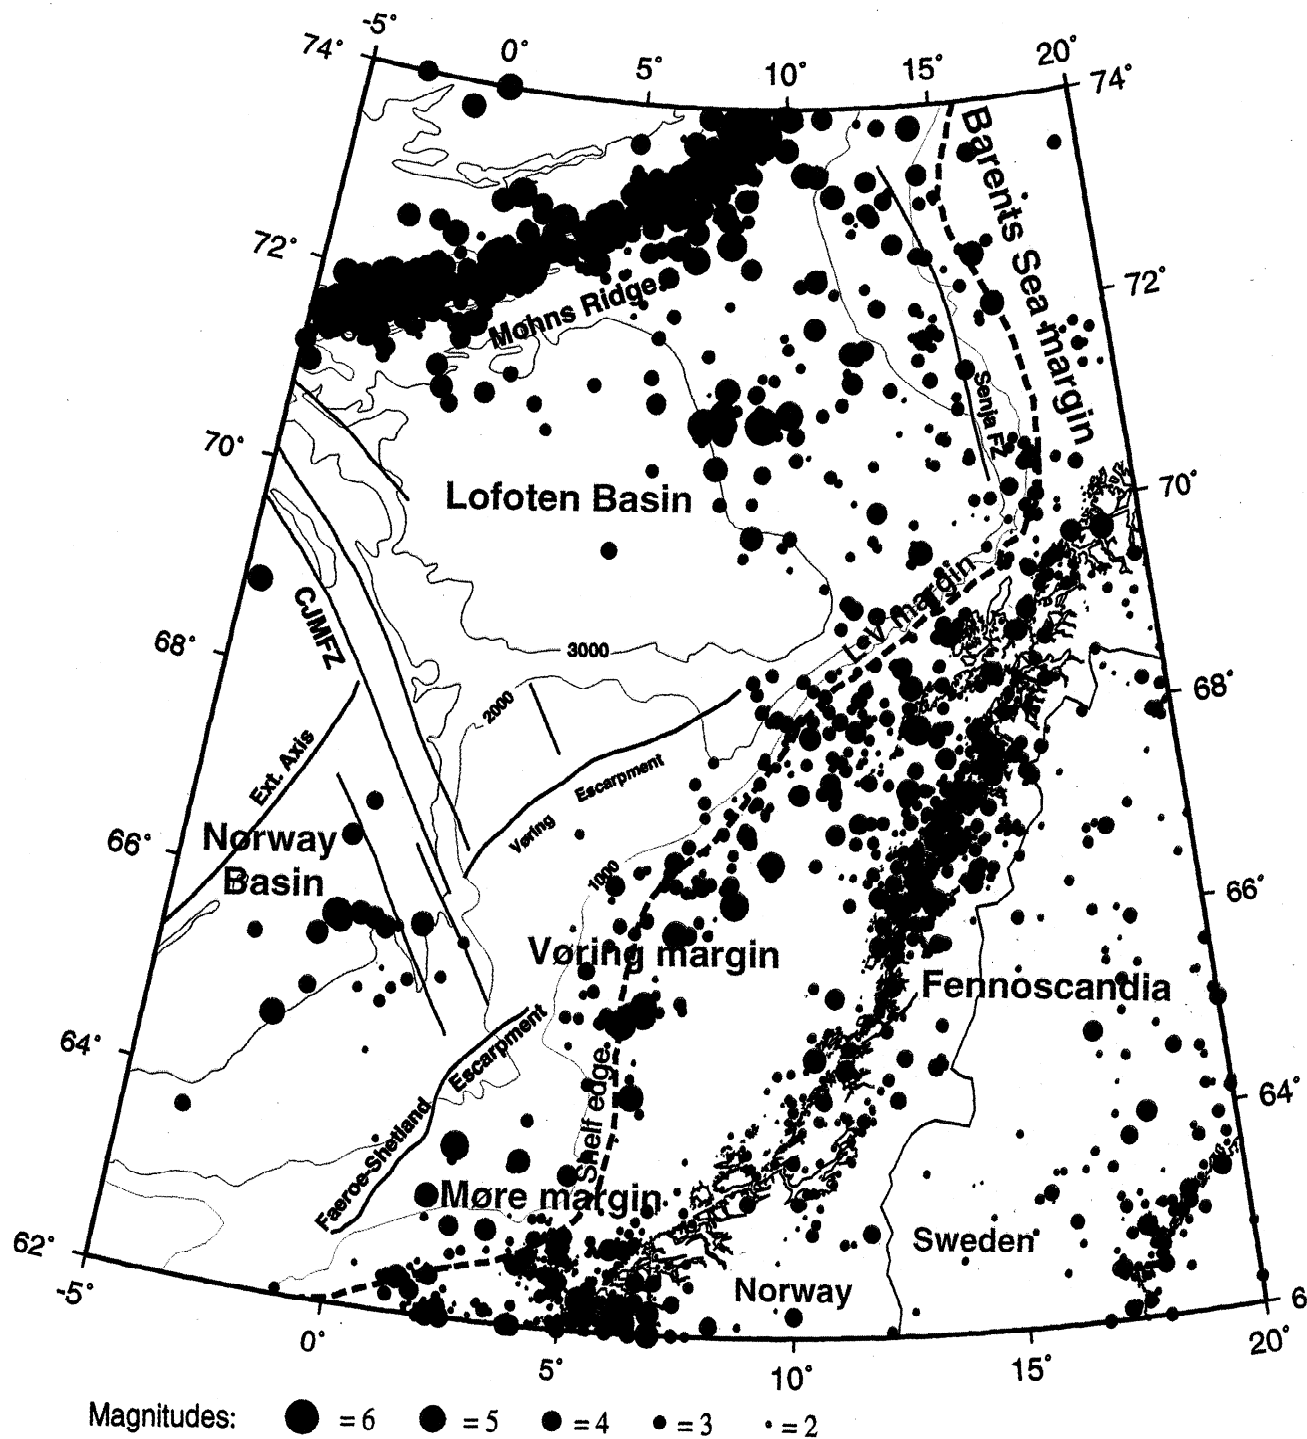 -5° 0° 5° 10° 15° 20°
74° 74°
Barents Sea margin
72° 72°
Mohns Ridge
Senja FZ
70° 70°
Lofoten Basin
CJMFZ
L-V margin
68° 68°
3000
2000
Ext. Axis
Vøring Escarpment
Norway
Basin
66° 66°
1000
Vøring margin
Fennoscandia
64° 64°
Faeroe-Shetland Escarpment
Shelf edge
Møre margin
Sweden
Norway
62° 6
-5° 0° 5° 10° 15° 20°
Magnitudes: = 6 = 5 = 4 = 3 = 2